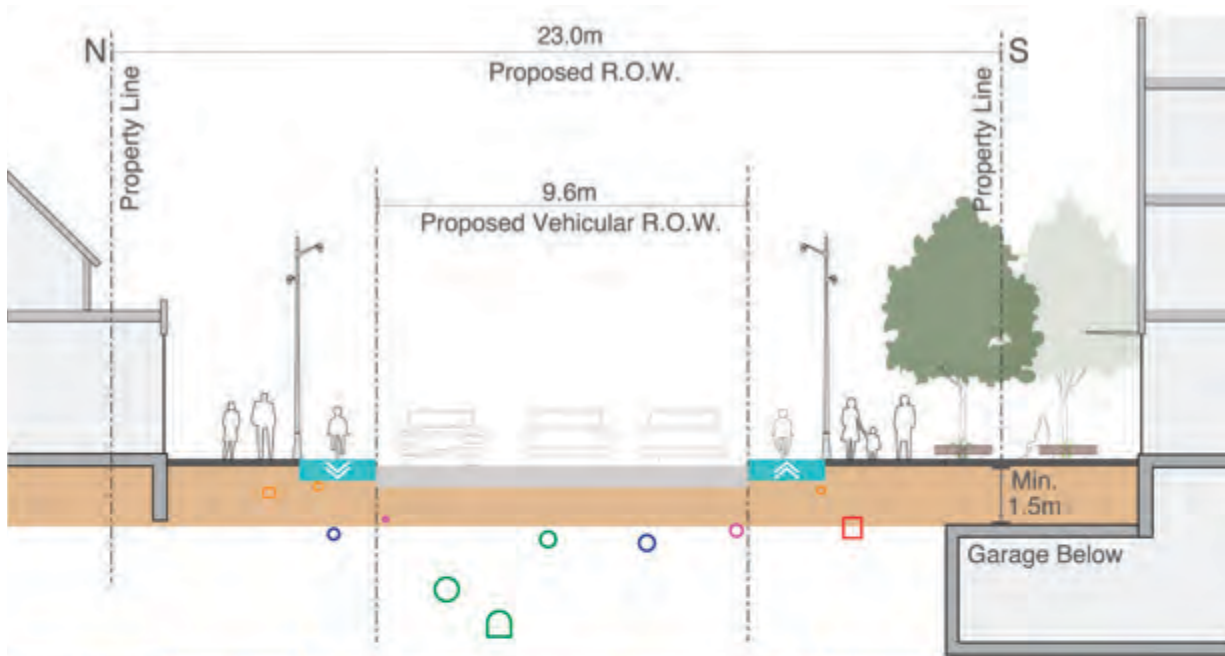 N
23.0m
S
Proposed R.O.W.
Property Line
Property Line
9.6m
Proposed Vehicular R.O.W.
Min.
1.5m
Garage Below